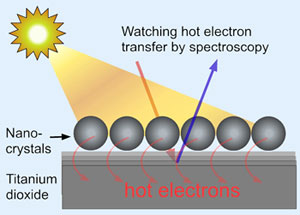 Watching hot electron
transfer by spectroscopy
Nano-
crystals
Titanium
dioxide
hot electrons